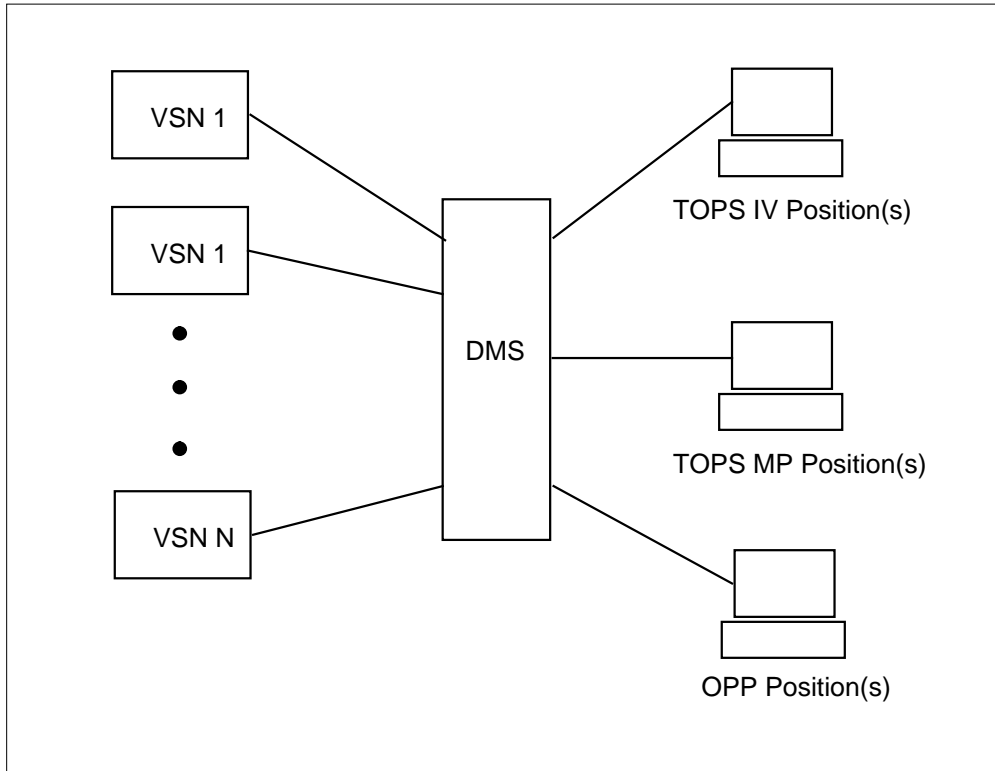 VSN 1
VSN 1
VSN N
DMS
TOPS IV Position(s)
TOPS MP Position(s)
OPP Position(s)